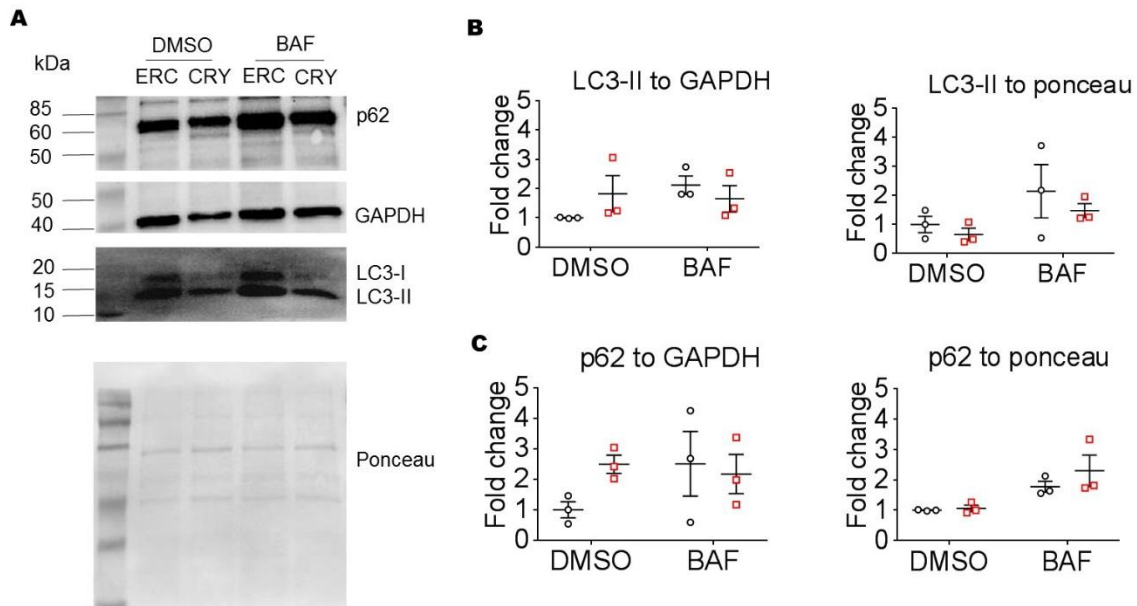 A
DMSO BAF
kDa
ERC CRY ERC CRY
85
60
50
p62
50
40
GAPDH
20
15
10
LC3-I
LC3-II
Ponceau
B
LC3-II to GAPDH
Fold change
5
4
3
2
1
0
DMSO BAF
LC3-II to ponceau
Fold change
5
4
3
2
1
0
DMSO BAF
C
p62 to GAPDH
Fold change
5
4
3
2
1
0
DMSO BAF
p62 to ponceau
Fold change
5
4
3
2
1
0
DMSO BAF